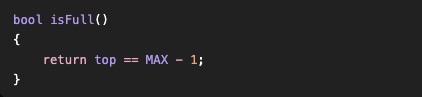 bool isFull()
{
    return top == MAX - 1;
}